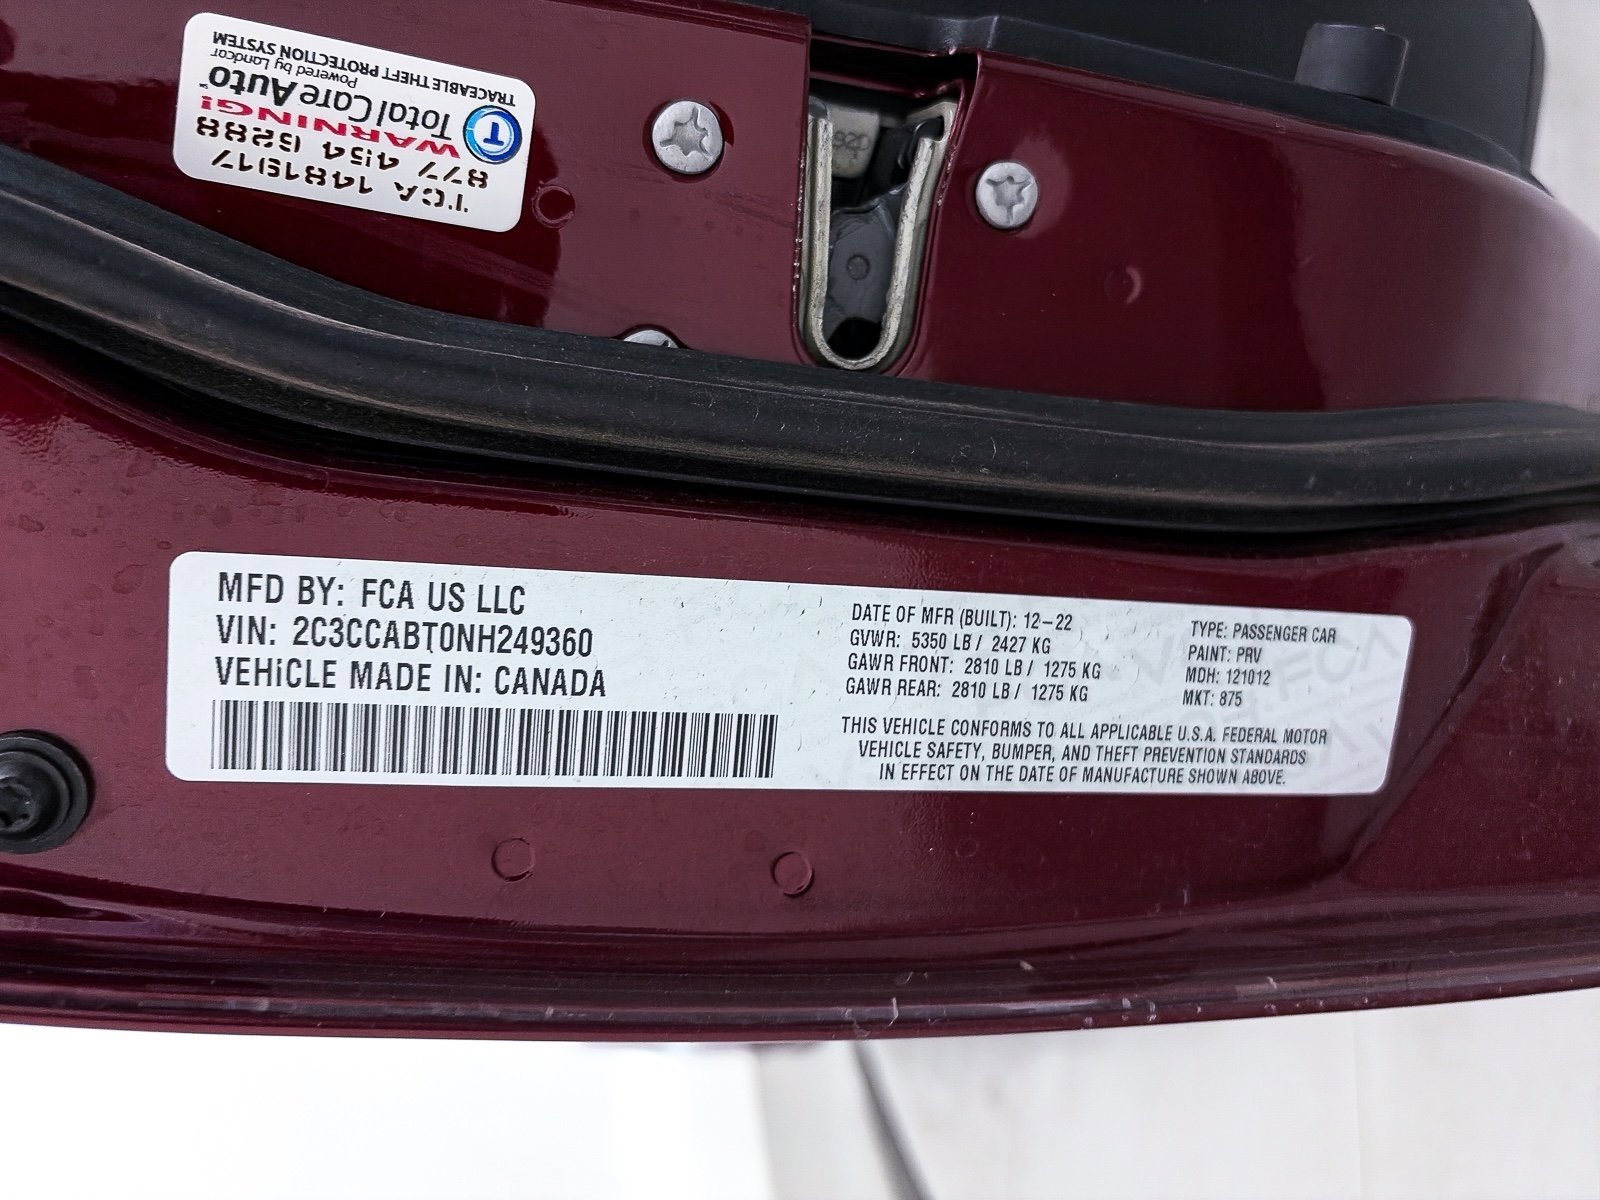 TRACEABLE THEFT PROTECTION SYSTEM
Powered by Landcar
Total Care Auto
WARNING!
877 454 6288
TCA 14819917
T
MFD BY: FCA US LLC
VIN: 2C3CCABT0NH249360
VEHICLE MADE IN: CANADA
DATE OF MFR (BUILT): 12-22
GVWR: 5350 LB / 2427 KG
GAWR FRONT: 2810 LB / 1275 KG
GAWR REAR: 2810 LB / 1275 KG
TYPE: PASSENGER CAR
PAINT: PRV
MDH: 121012
MKT: 875
THIS VEHICLE CONFORMS TO ALL APPLICABLE U.S.A. FEDERAL MOTOR
VEHICLE SAFETY, BUMPER, AND THEFT PREVENTION STANDARDS
IN EFFECT ON THE DATE OF MANUFACTURE SHOWN ABOVE.